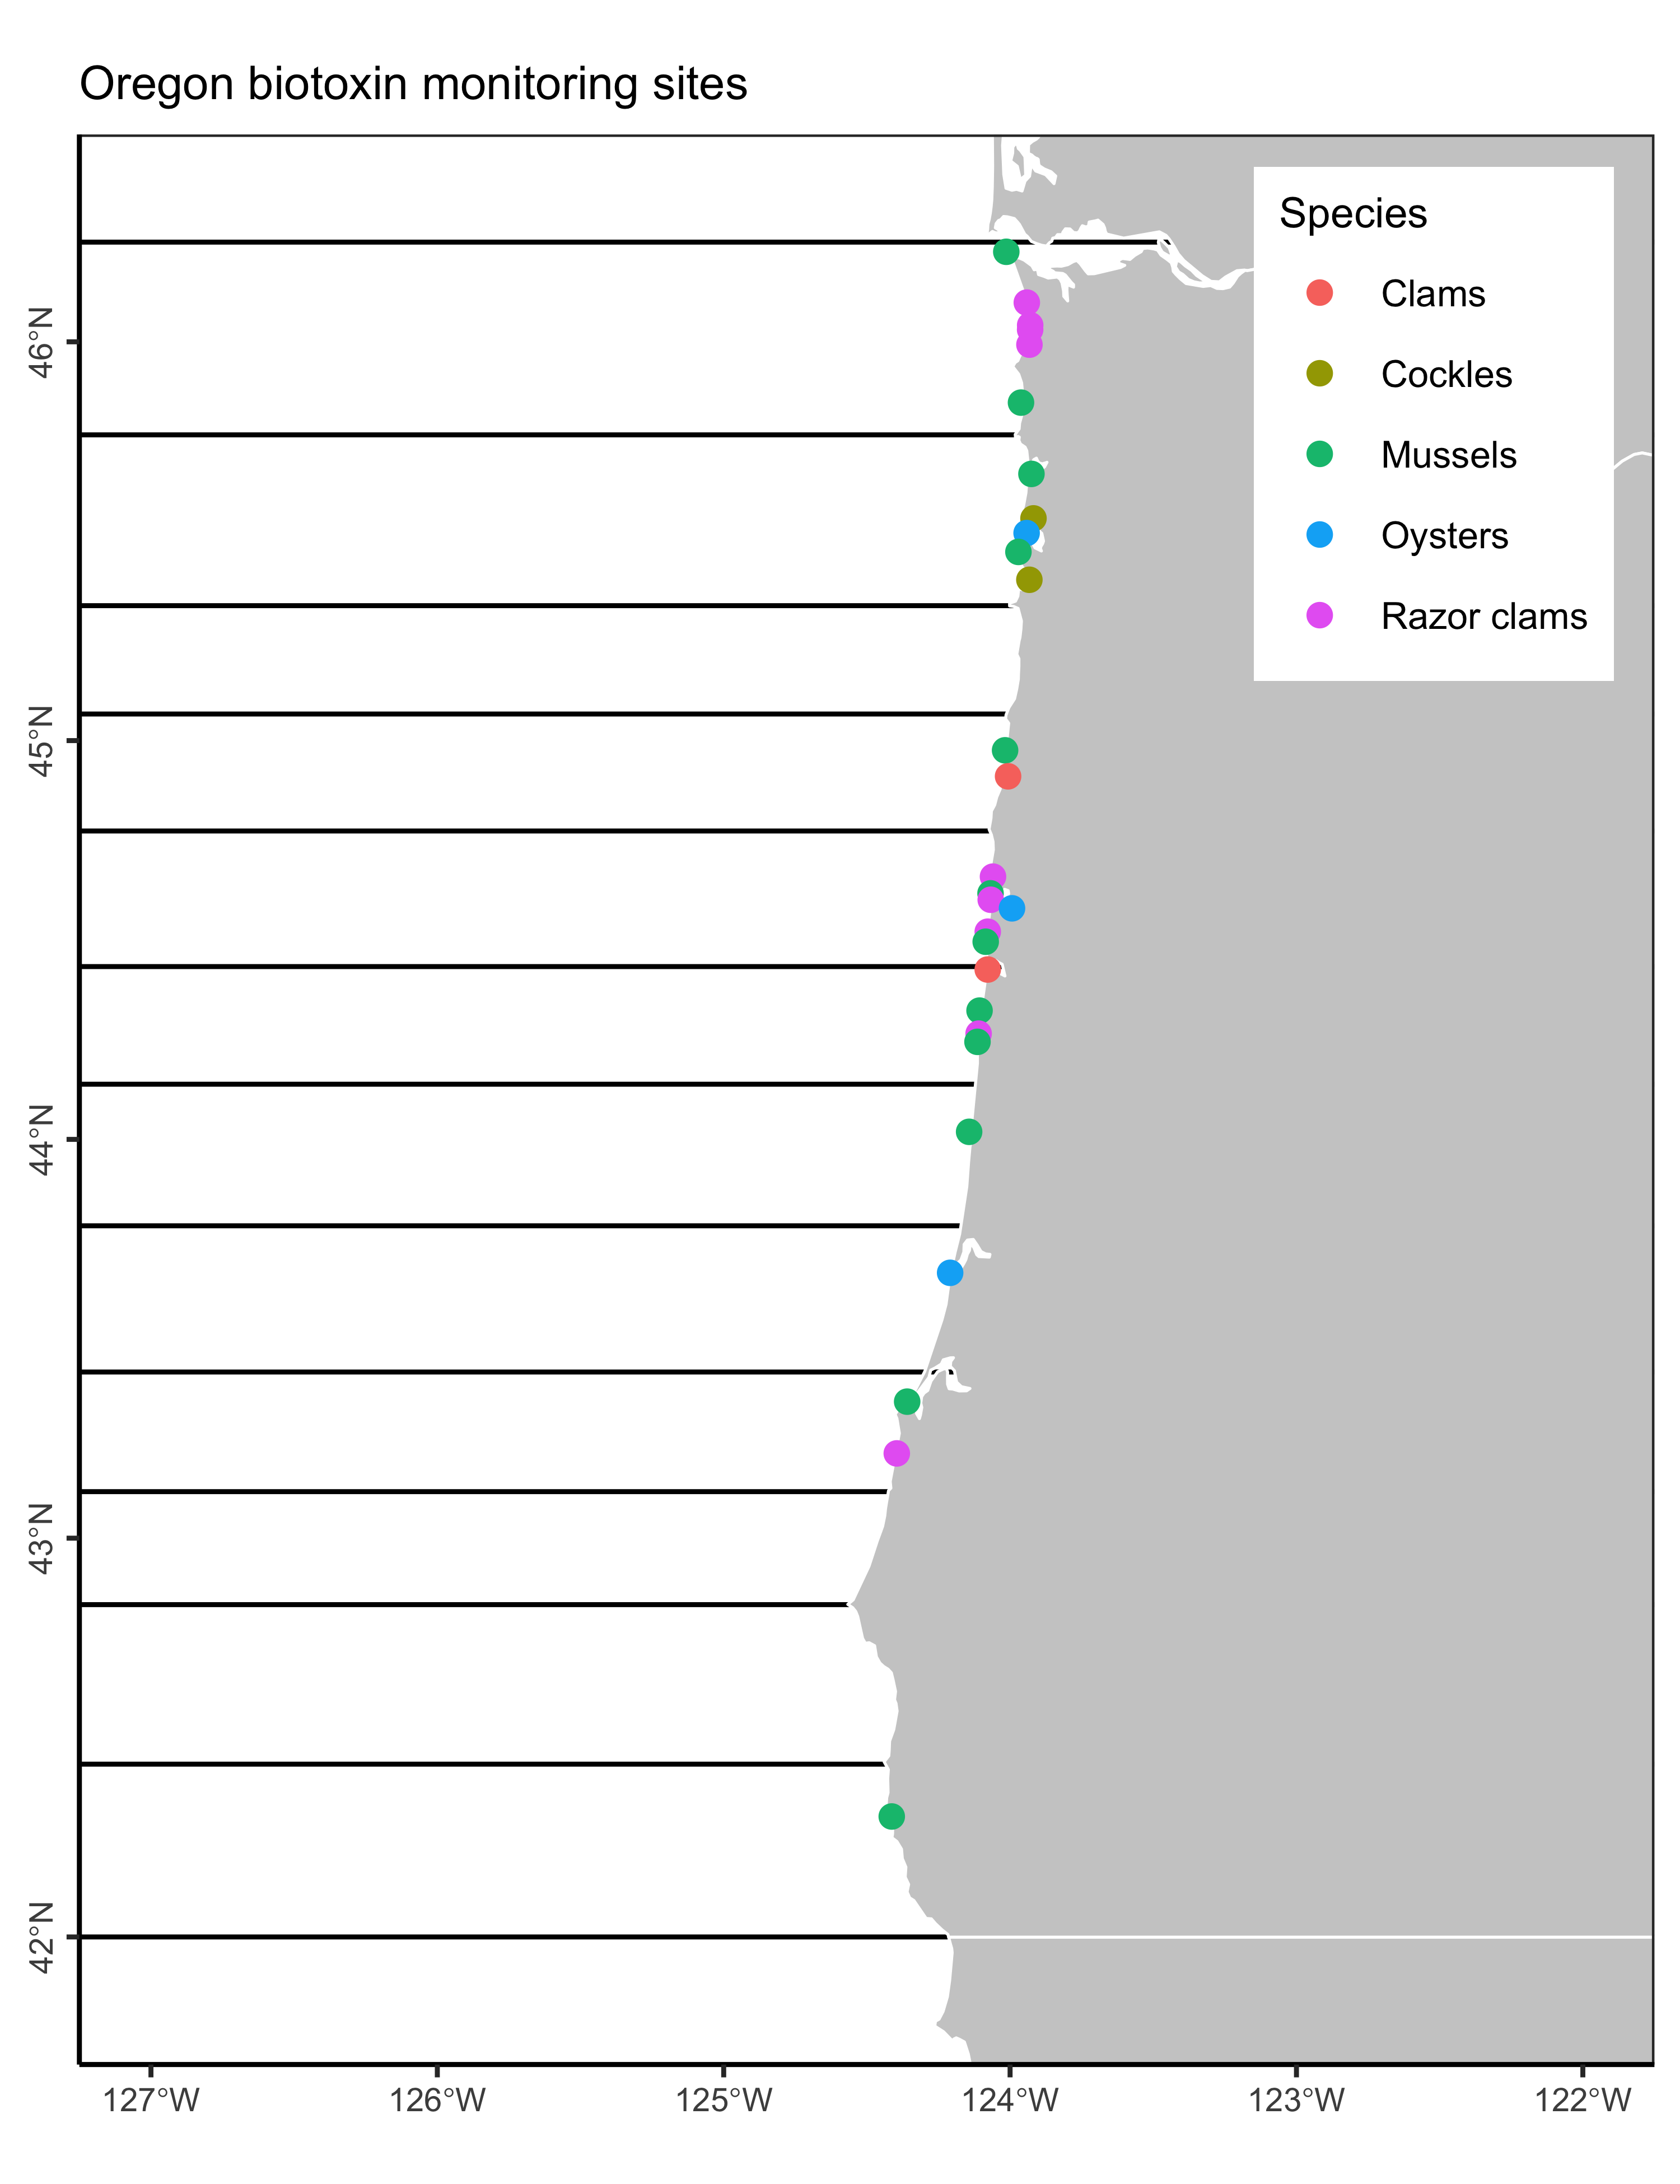 Oregon biotoxin monitoring sites
Species
Clams
Cockles
Mussels
Oysters
Razor clams
46°N
45°N
44°N
43°N
42°N
127°W
126°W
125°W
124°W
123°W
122°W